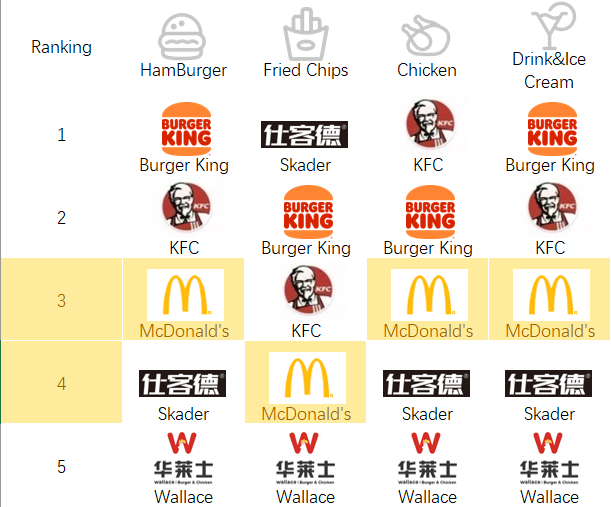 Ranking
HamBurger
Fried Chips
Chicken
Drink&Ice
Cream
1
BURGER
KING
Burger King
仕客德
Skader
KFC
KFC
BURGER
KING
Burger King
2
KFC
KFC
BURGER
KING
Burger King
BURGER
KING
Burger King
KFC
KFC
3
McDonald's
KFC
KFC
McDonald's
McDonald's
4
仕客德
Skader
McDonald's
仕客德
Skader
仕客德
Skader
5
华莱士
wallace | Burger & Chicken
Wallace
华莱士
wallace | Burger & Chicken
Wallace
华莱士
wallace | Burger & Chicken
Wallace
华莱士
wallace | Burger & Chicken
Wallace